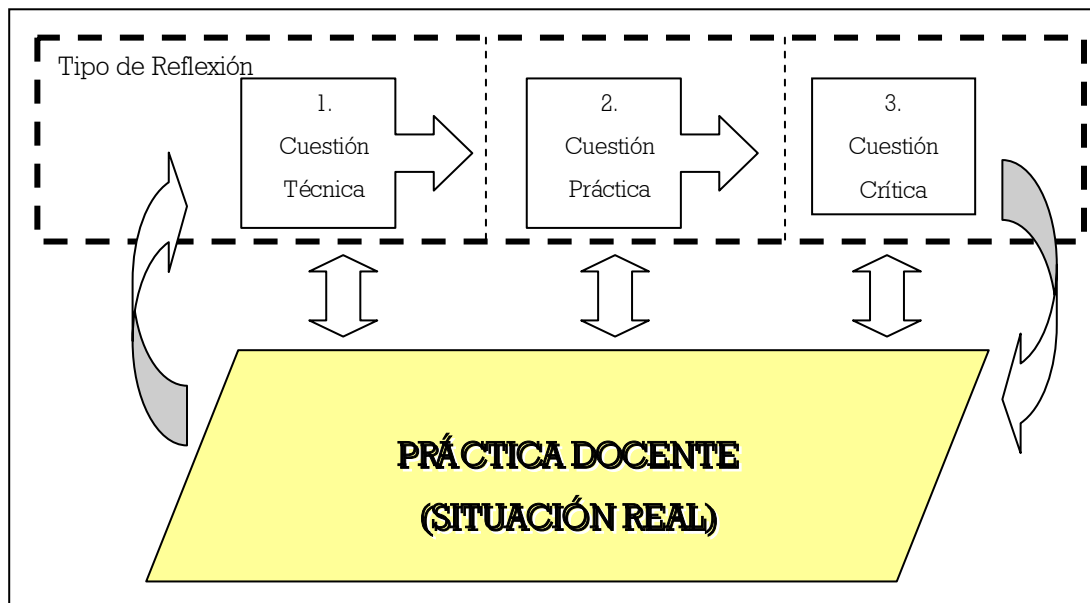 Tipo de Reflexión
1.
Cuestión
Técnica
2.
Cuestión
Práctica
3.
Cuestión
Crítica
PRÁCTICA DOCENTE
(SITUACIÓN REAL)